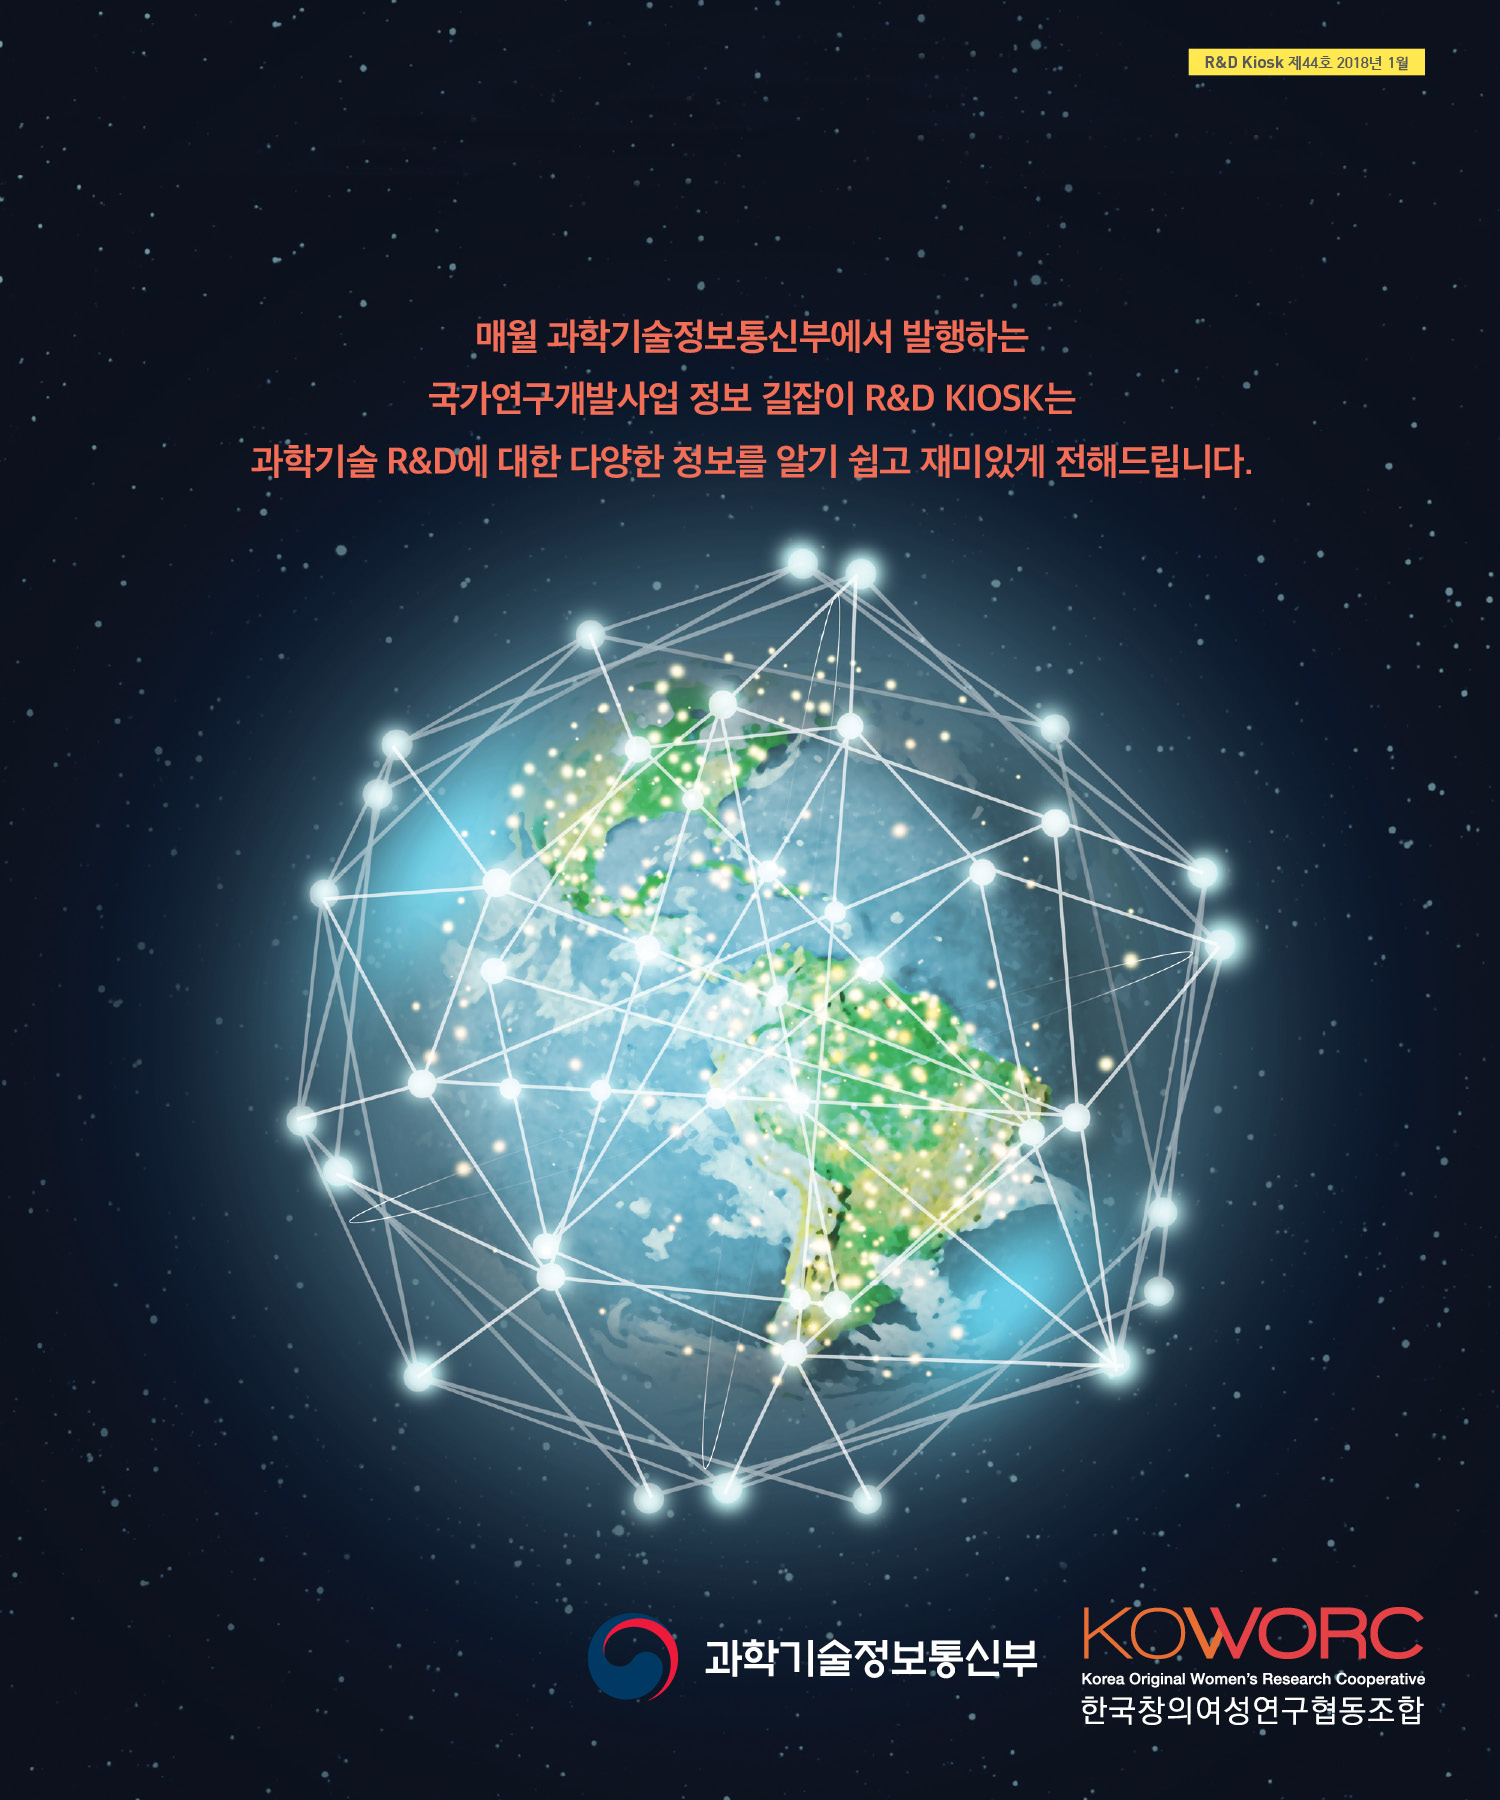 R&D Kiosk 제44호 2018년 1월
매월 과학기술정보통신부에서 발행하는
국가연구개발사업 정보 길잡이 R&D KIOSK는
과학기술 R&D에 대한 다양한 정보를 알기 쉽고 재미있게 전해드립니다.
과학기술정보통신부
KOWORC
Korea Original Women's Research Cooperative
한국창의여성연구협동조합